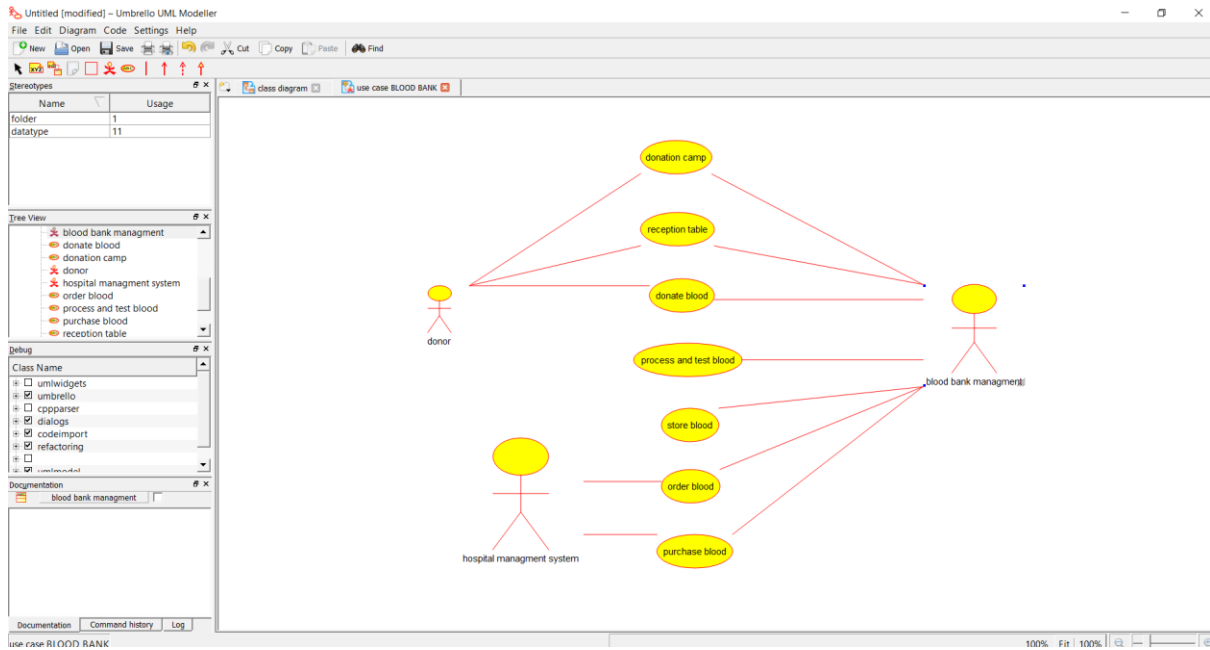 Untitled [modified] – Umbrello UML Modeller
File Edit Diagram Code Settings Help
New Open Save Cut Copy Paste Find
Stereotypes
Name Usage
folder 1
datatype 11
Tree View
blood bank managment
donate blood
donation camp
donor
hospital managment system
order blood
process and test blood
purchase blood
reception table
Debug
Class Name
umlwidgets
umbrello
cppparser
dialogs
codeimport
refactoring
umlmodel
Documentation
blood bank managment
Documentation Command history Log
use case BLOOD BANK
class diagram
use case BLOOD BANK
donation camp
reception table
donate blood
donor
process and test blood
blood bank managment
store blood
order blood
hospital managment system
purchase blood
100% Fit 100%